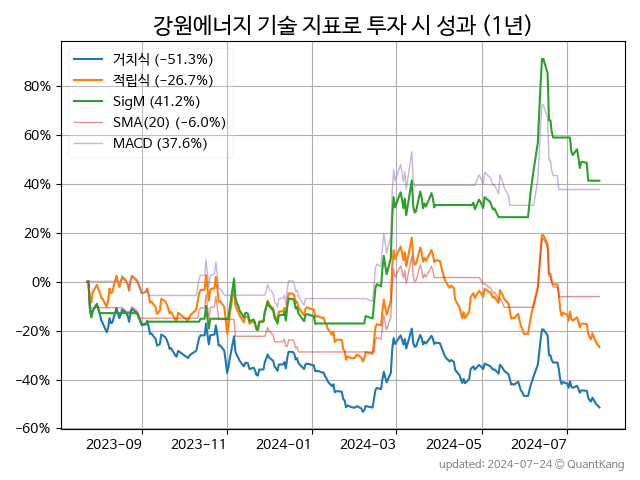 강원에너지 기술 지표로 투자 시 성과 (1년)
거치식 (−51.3%)
적립식 (−26.7%)
SigM (41.2%)
SMA(20) (−6.0%)
MACD (37.6%)
80%
60%
40%
20%
0%
−20%
−40%
−60%
2023-09 2023-11 2024-01 2024-03 2024-05 2024-07
updated: 2024-07-24 @ QuantKang